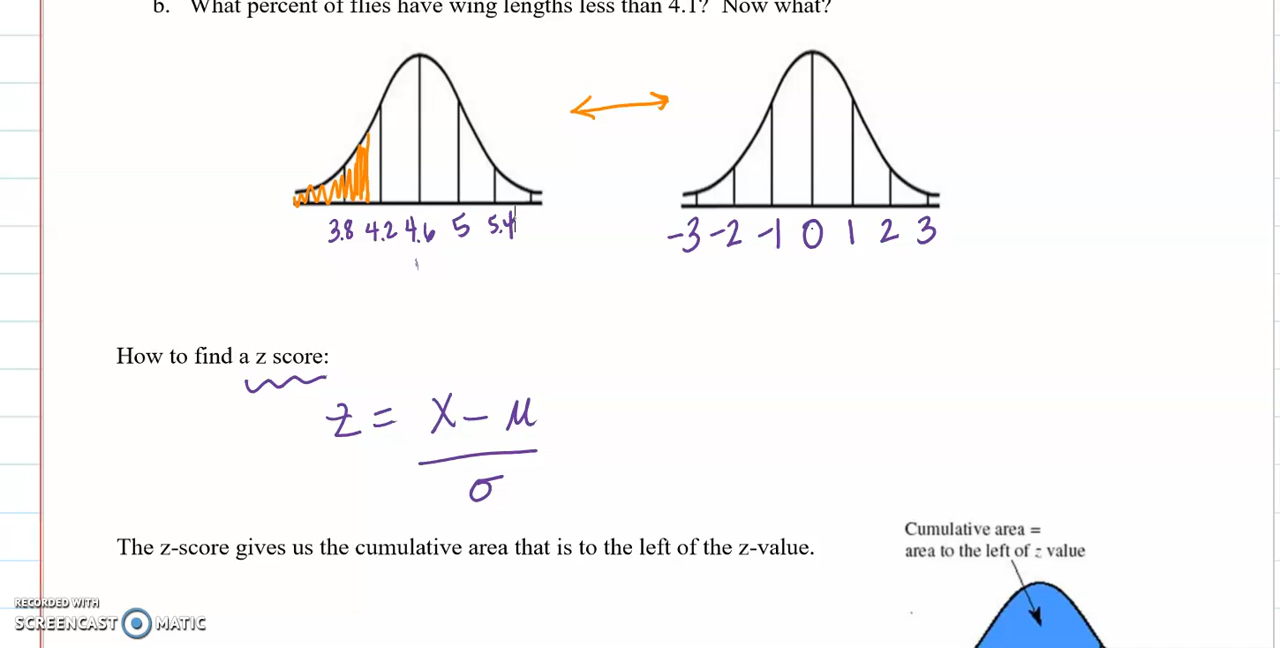 b. What percent of flies have wing lengths less than 4.1? Now what?
3.8 4.2 4.6 5 5.4
-3 -2 -1 0 1 2 3
How to find a z score:
z = x - μ
σ
The z-score gives us the cumulative area that is to the left of the z-value.
Cumulative area =
area to the left of z value
RECORDED WITH
SCREENCAST MATIC